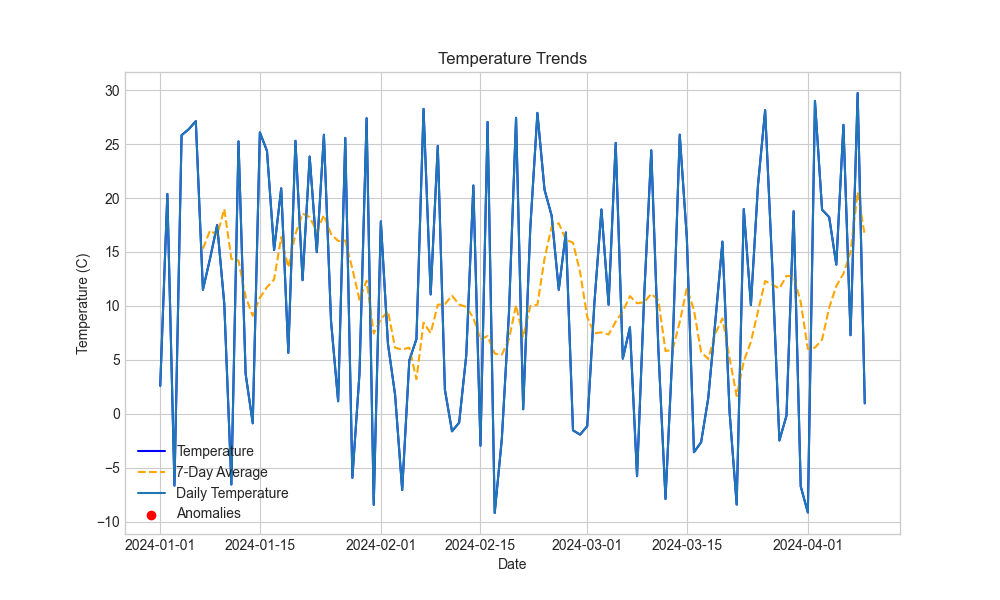 Temperature Trends
30
25
20
15
10
5
0
−5
−10
Temperature (C)
Temperature
7-Day Average
Daily Temperature
Anomalies
2024-01-01 2024-01-15 2024-02-01 2024-02-15 2024-03-01 2024-03-15 2024-04-01
Date